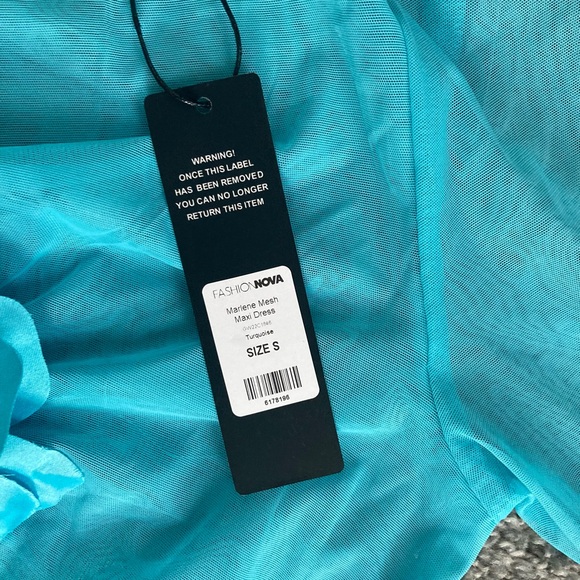 WARNING!
ONCE THIS LABEL
HAS BEEN REMOVED
YOU CAN NO LONGER
RETURN THIS ITEM
FASHIONNOVA
Marlene Mesh
Maxi Dress
Turquoise
SIZE S
6178196